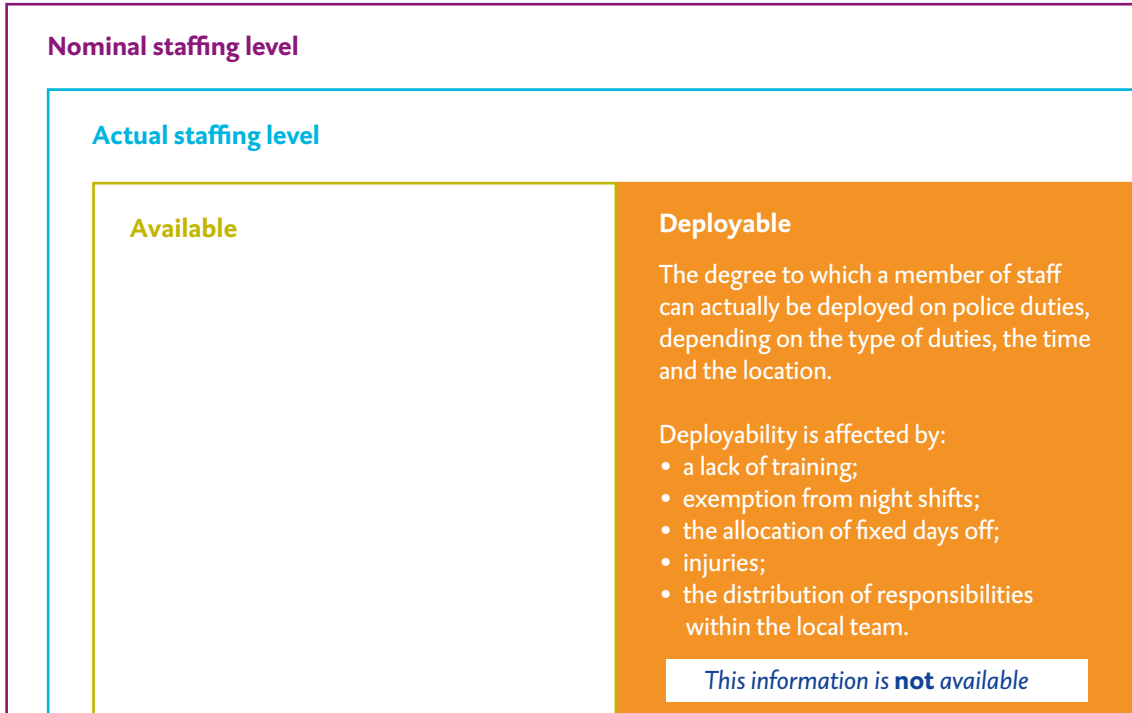 Nominal staffing level
Actual staffing level
Available
Deployable
The degree to which a member of staff
can actually be deployed on police duties,
depending on the type of duties, the time
and the location.
Deployability is affected by:
• a lack of training;
• exemption from night shifts;
• the allocation of fixed days off;
• injuries;
• the distribution of responsibilities
within the local team.
This information is not available